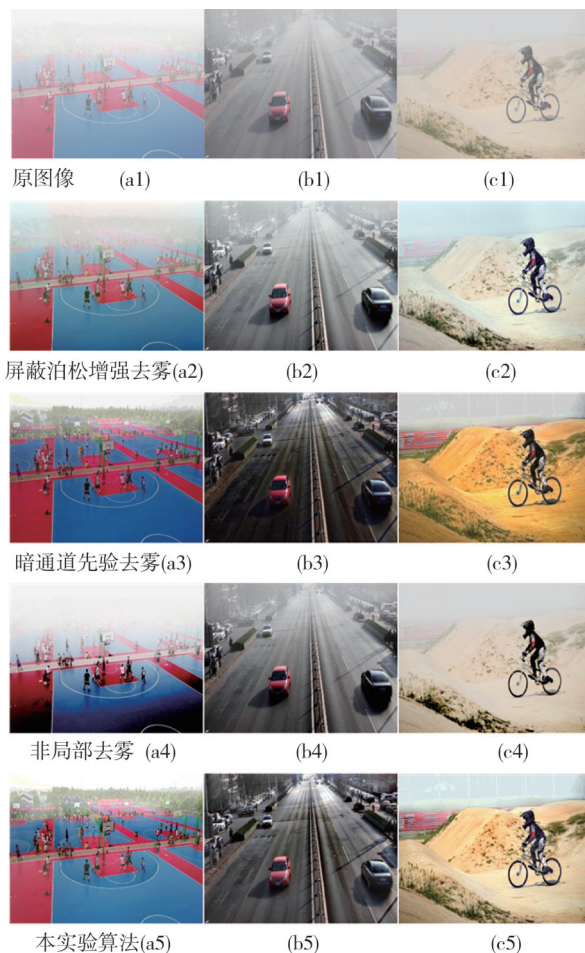 原图像 (a1) (b1) (c1)
屏蔽泊松增强去雾(a2) (b2) (c2)
暗通道先验去雾(a3) (b3) (c3)
非局部去雾 (a4) (b4) (c4)
本实验算法(a5) (b5) (c5)